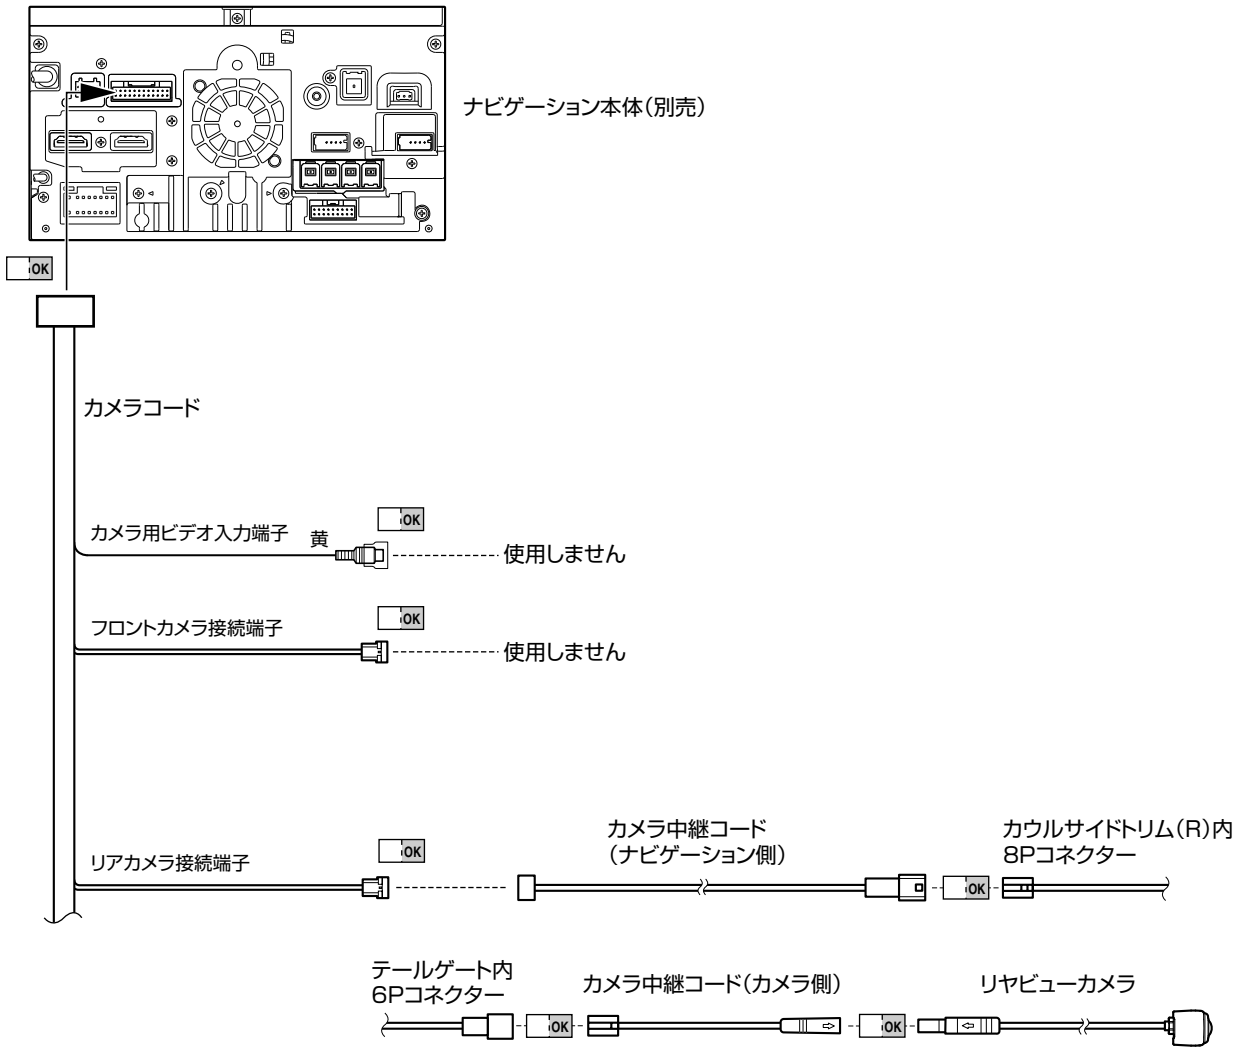 ナビゲーション本体（別売）
OK
カメラコード
カメラ用ビデオ入力端子
黄
OK
使用しません
フロントカメラ接続端子
OK
使用しません
リアカメラ接続端子
OK
カメラ中継コード
（ナビゲーション側）
OK
カウルサイドトリム（R）内
8Pコネクター
テールゲート内
6Pコネクター
OK
カメラ中継コード（カメラ側）
OK
リヤビューカメラ